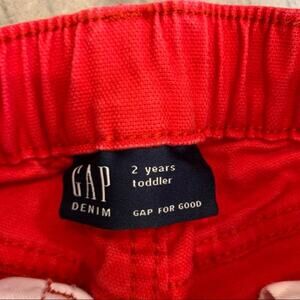 GAP
DENIM
2 years
toddler
GAP FOR GOOD